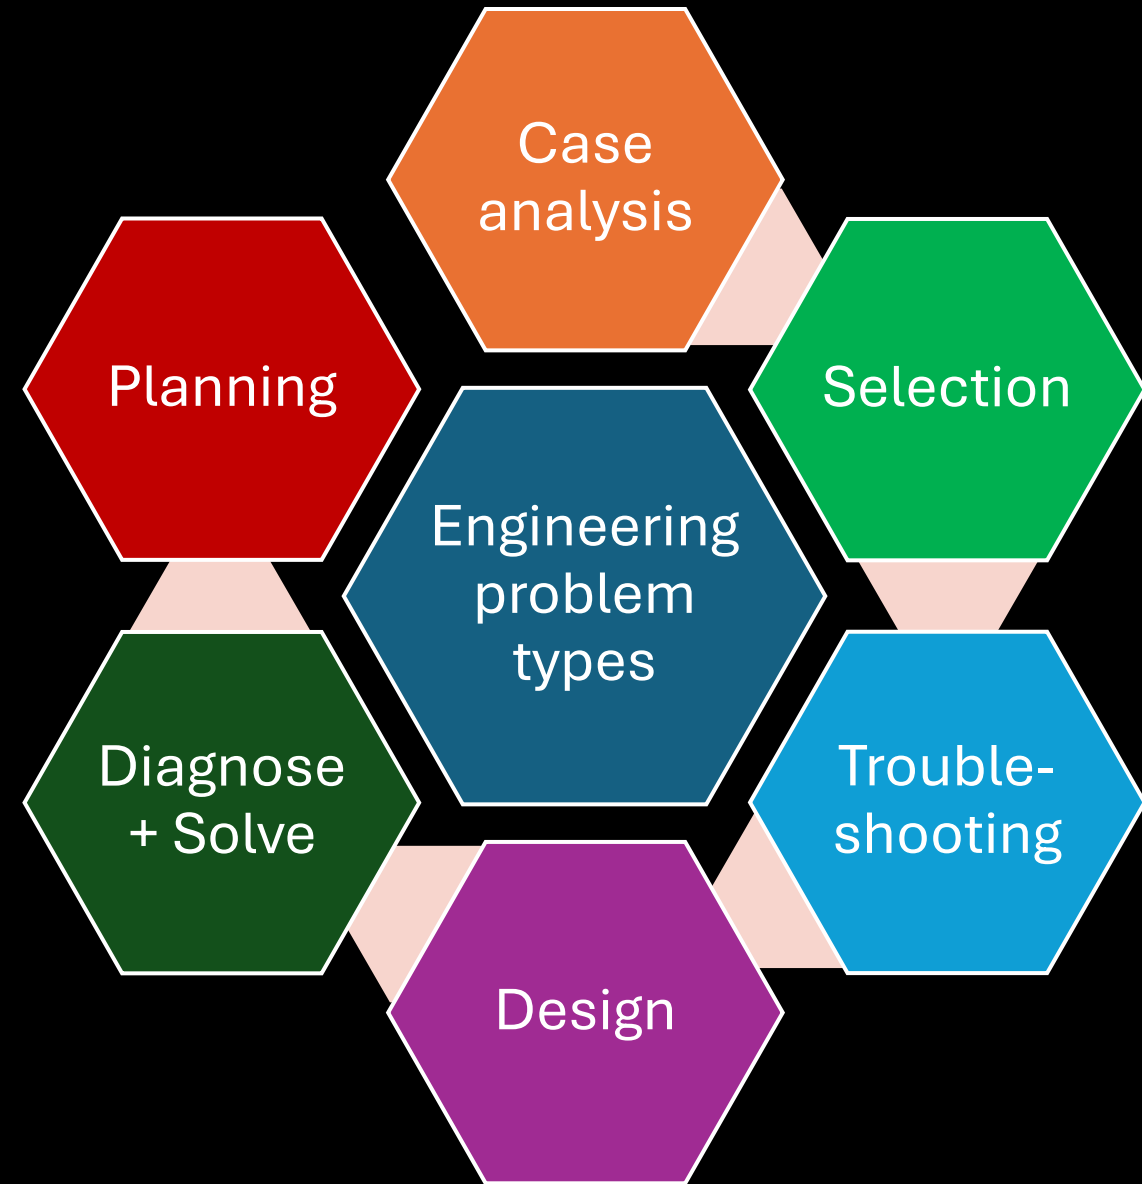 Case
analysis
Planning
Selection
Engineering
problem
types
Diagnose
+ Solve
Trouble-
shooting
Design